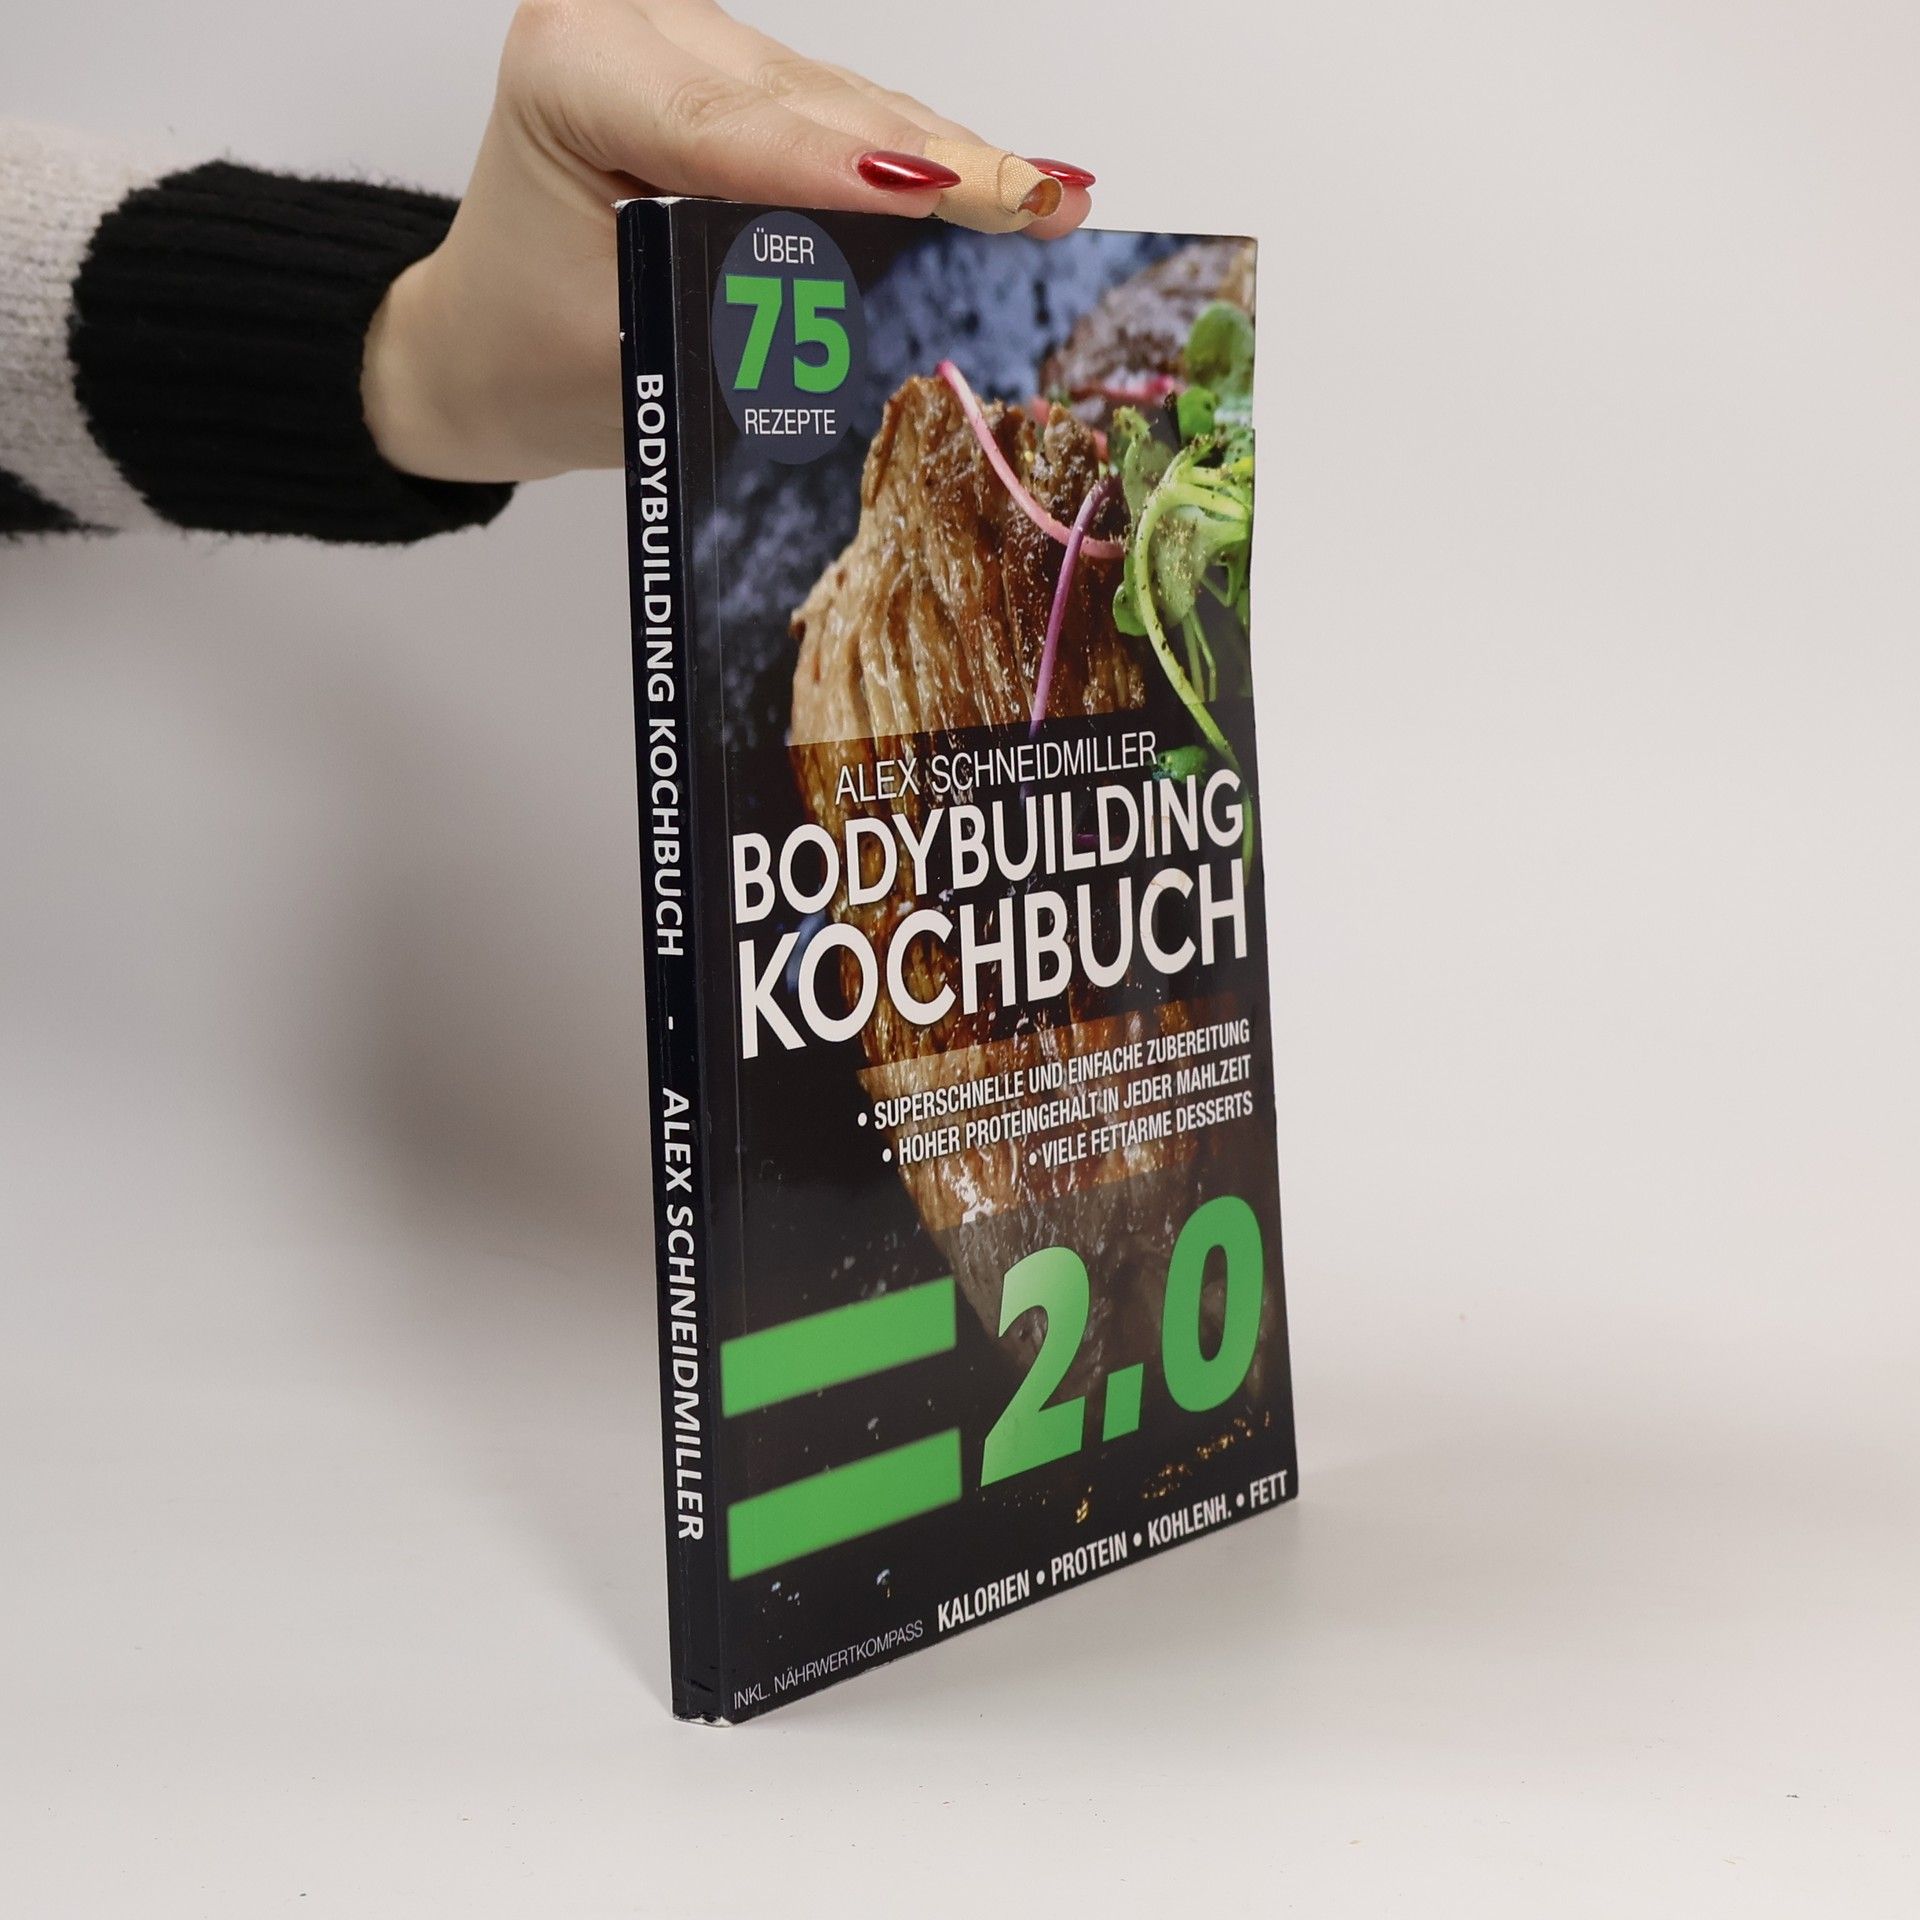 BODYBUILDING KOCHBUCH - ALEX SCHNEIDMILLER
ÜBER
75
REZEPTE
ALEX SCHNEIDMILLER
BODYBUILDING
KOCHBUCH
• SUPERSCHNELLE UND EINFACHE ZUBEREITUNG
• HOHER PROTEINGEHALT IN JEDER MAHLZEIT
• VIELE FETTARME DESSERTS
2.0
INKL. NÄHRWERTKOMPASS KALORIEN • PROTEIN • KOHLENH. • FETT